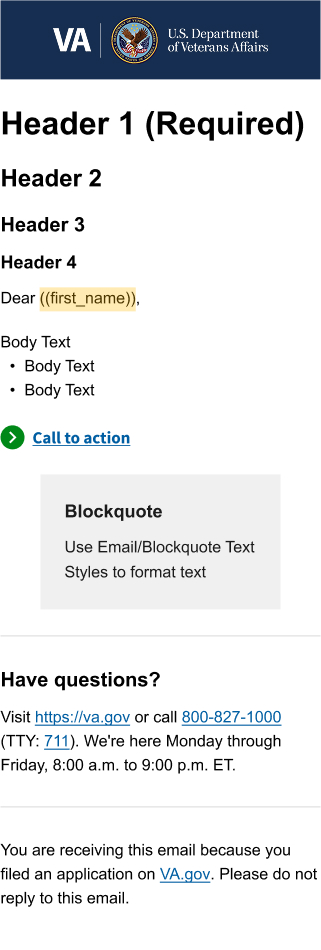 VA
U.S. Department
of Veterans Affairs
Header 1 (Required)
Header 2
Header 3
Header 4
Dear ((first_name)),
Body Text
• Body Text
• Body Text
Call to action
Blockquote
Use Email/Blockquote Text
Styles to format text
Have questions?
Visit https://va.gov or call 800-827-1000
(TTY: 711). We're here Monday through
Friday, 8:00 a.m. to 9:00 p.m. ET.
You are receiving this email because you
filed an application on VA.gov. Please do not
reply to this email.